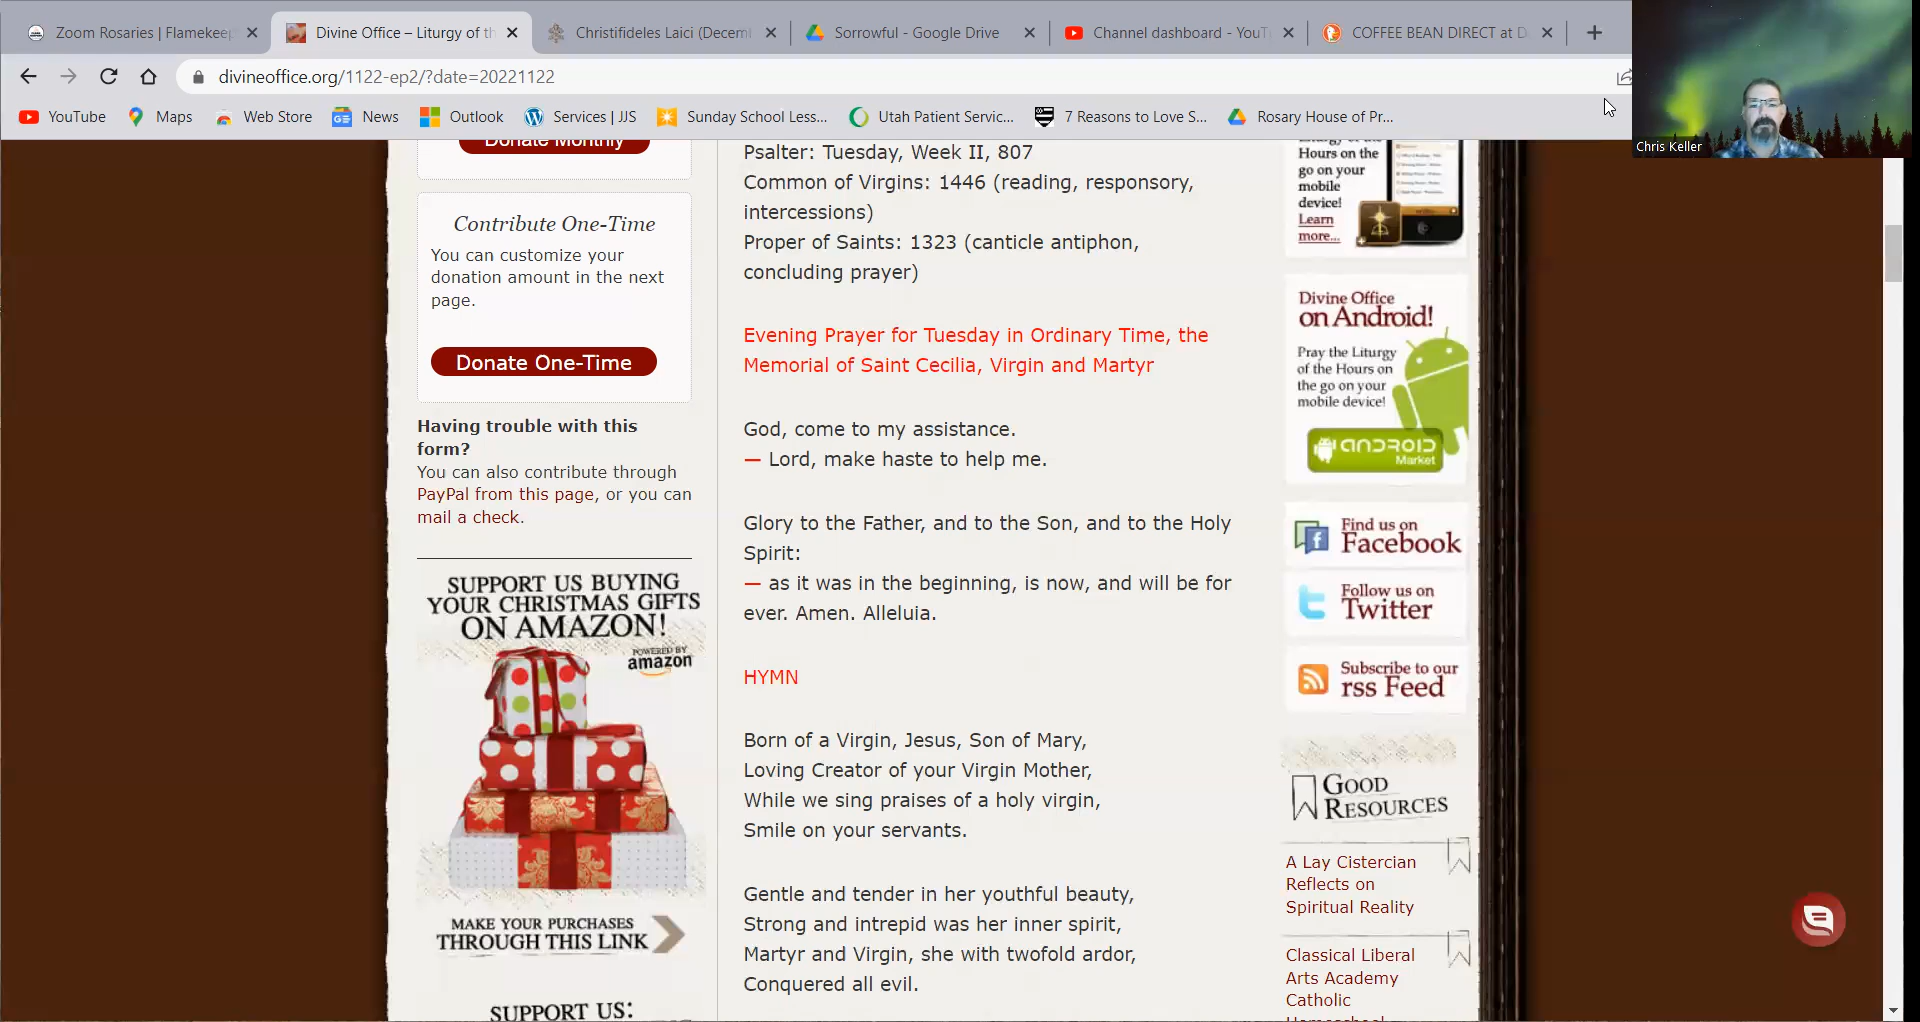 Zoom Rosaries | Flamekeep
Divine Office – Liturgy of th
Christifideles Laici (Decem
Sorrowful - Google Drive
Channel dashboard - YouT
COFFEE BEAN DIRECT at D
divineoffice.org/1122-ep2/?date=20221122
YouTube
Maps
Web Store
News
Outlook
Services | JJS
Sunday School Less...
Utah Patient Servic...
7 Reasons to Love S...
Rosary House of Pr...
Chris Keller
Donate Monthly
Contribute One-Time
You can customize your
donation amount in the next
page.
Donate One-Time
Having trouble with this
form?
You can also contribute through
PayPal from this page, or you can
mail a check.
SUPPORT US BUYING
YOUR CHRISTMAS GIFTS
ON AMAZON!
POWERED BY
amazon
MAKE YOUR PURCHASES
THROUGH THIS LINK
SUPPORT US:
Psalter: Tuesday, Week II, 807
Common of Virgins: 1446 (reading, responsory,
intercessions)
Proper of Saints: 1323 (canticle antiphon,
concluding prayer)
Evening Prayer for Tuesday in Ordinary Time, the
Memorial of Saint Cecilia, Virgin and Martyr
God, come to my assistance.
— Lord, make haste to help me.
Glory to the Father, and to the Son, and to the Holy
Spirit:
— as it was in the beginning, is now, and will be for
ever. Amen. Alleluia.
HYMN
Born of a Virgin, Jesus, Son of Mary,
Loving Creator of your Virgin Mother,
While we sing praises of a holy virgin,
Smile on your servants.
Gentle and tender in her youthful beauty,
Strong and intrepid was her inner spirit,
Martyr and Virgin, she with twofold ardor,
Conquered all evil.
Hours on the
go on your
mobile
device!
Learn
more...
Divine Office
on Android!
Pray the Liturgy
of the Hours on
the go on your
mobile device!
ANDROID
Market
Find us on
Facebook
Follow us on
Twitter
Subscribe to our
rss Feed
GOOD
RESOURCES
A Lay Cistercian
Reflects on
Spiritual Reality
Classical Liberal
Arts Academy
Catholic